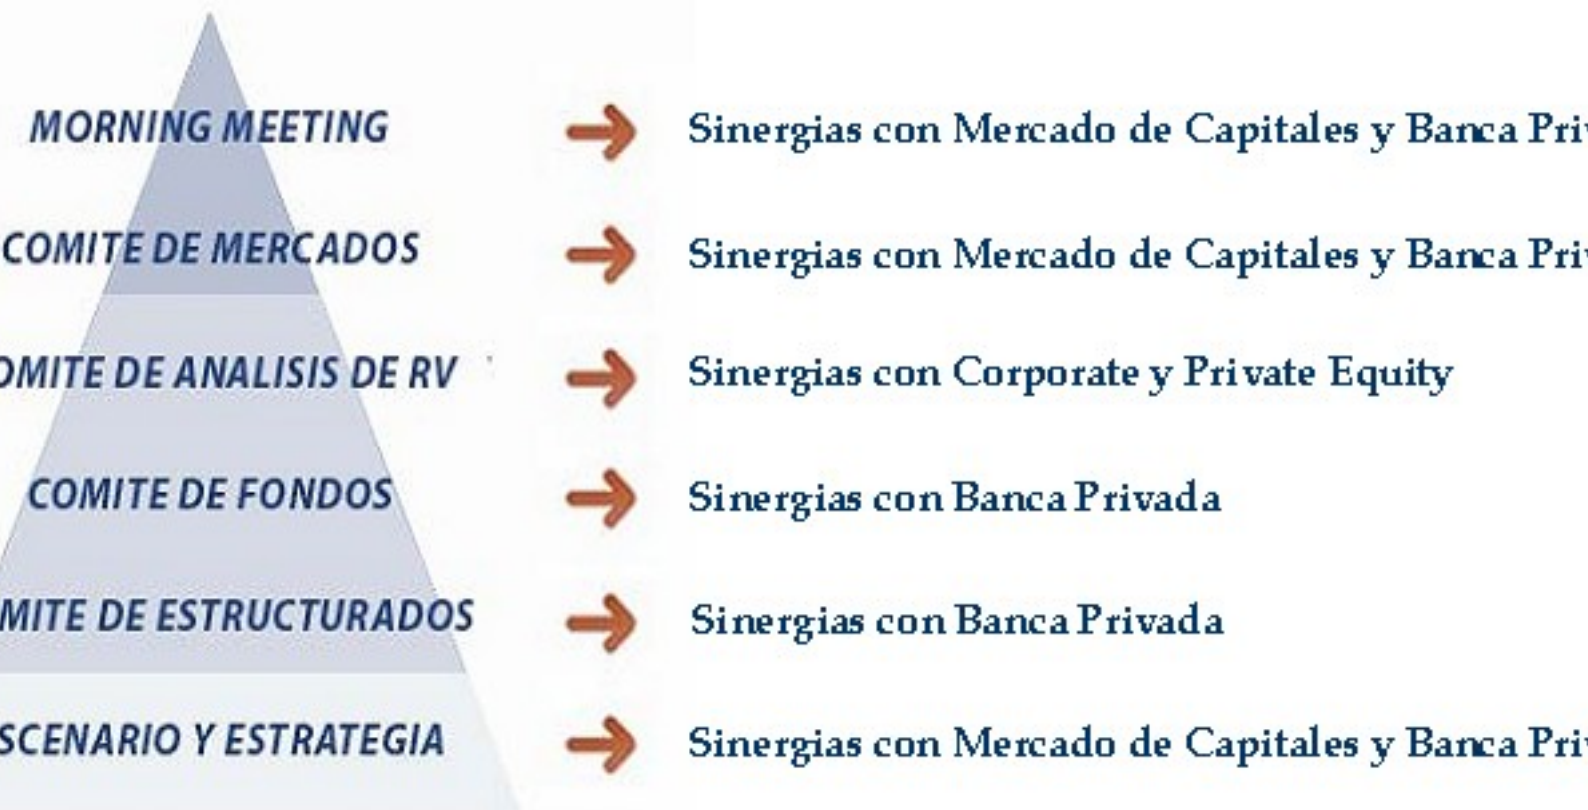 MORNING MEETING
Sinergias con Mercado de Capitales y Banca Priv
COMITE DE MERCADOS
Sinergias con Mercado de Capitales y Banca Priv
OMITE DE ANALISIS DE RV
Sinergias con Corporate y Private Equity
COMITE DE FONDOS
Sinergias con Banca Privada
MITE DE ESTRUCTURADOS
Sinergias con Banca Privada
SCENARIO Y ESTRATEGIA
Sinergias con Mercado de Capitales y Banca Priv